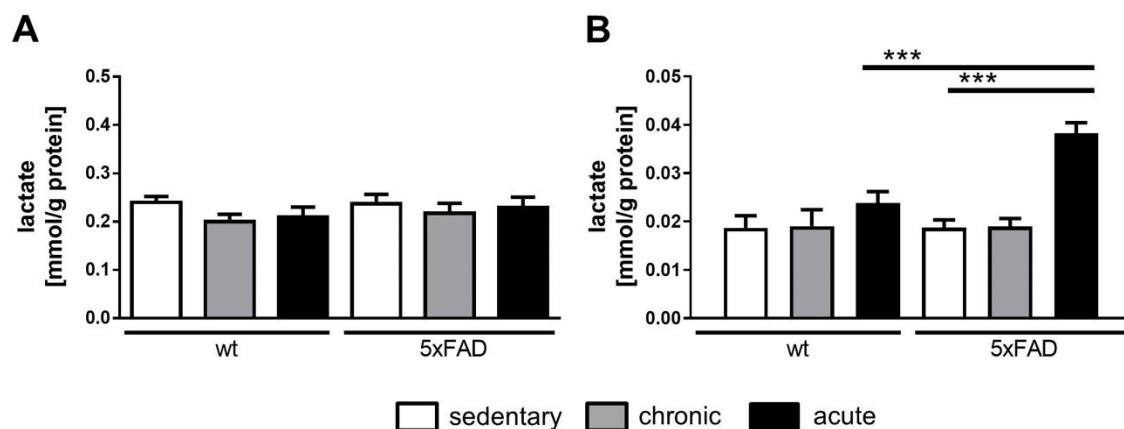 A
lactate
[mmol/g protein]
0.5
0.4
0.3
0.2
0.1
0.0
wt
5xFAD
B
lactate
[mmol/g protein]
0.05
0.04
0.03
0.02
0.01
0.00
***
***
wt
5xFAD
sedentary
chronic
acute